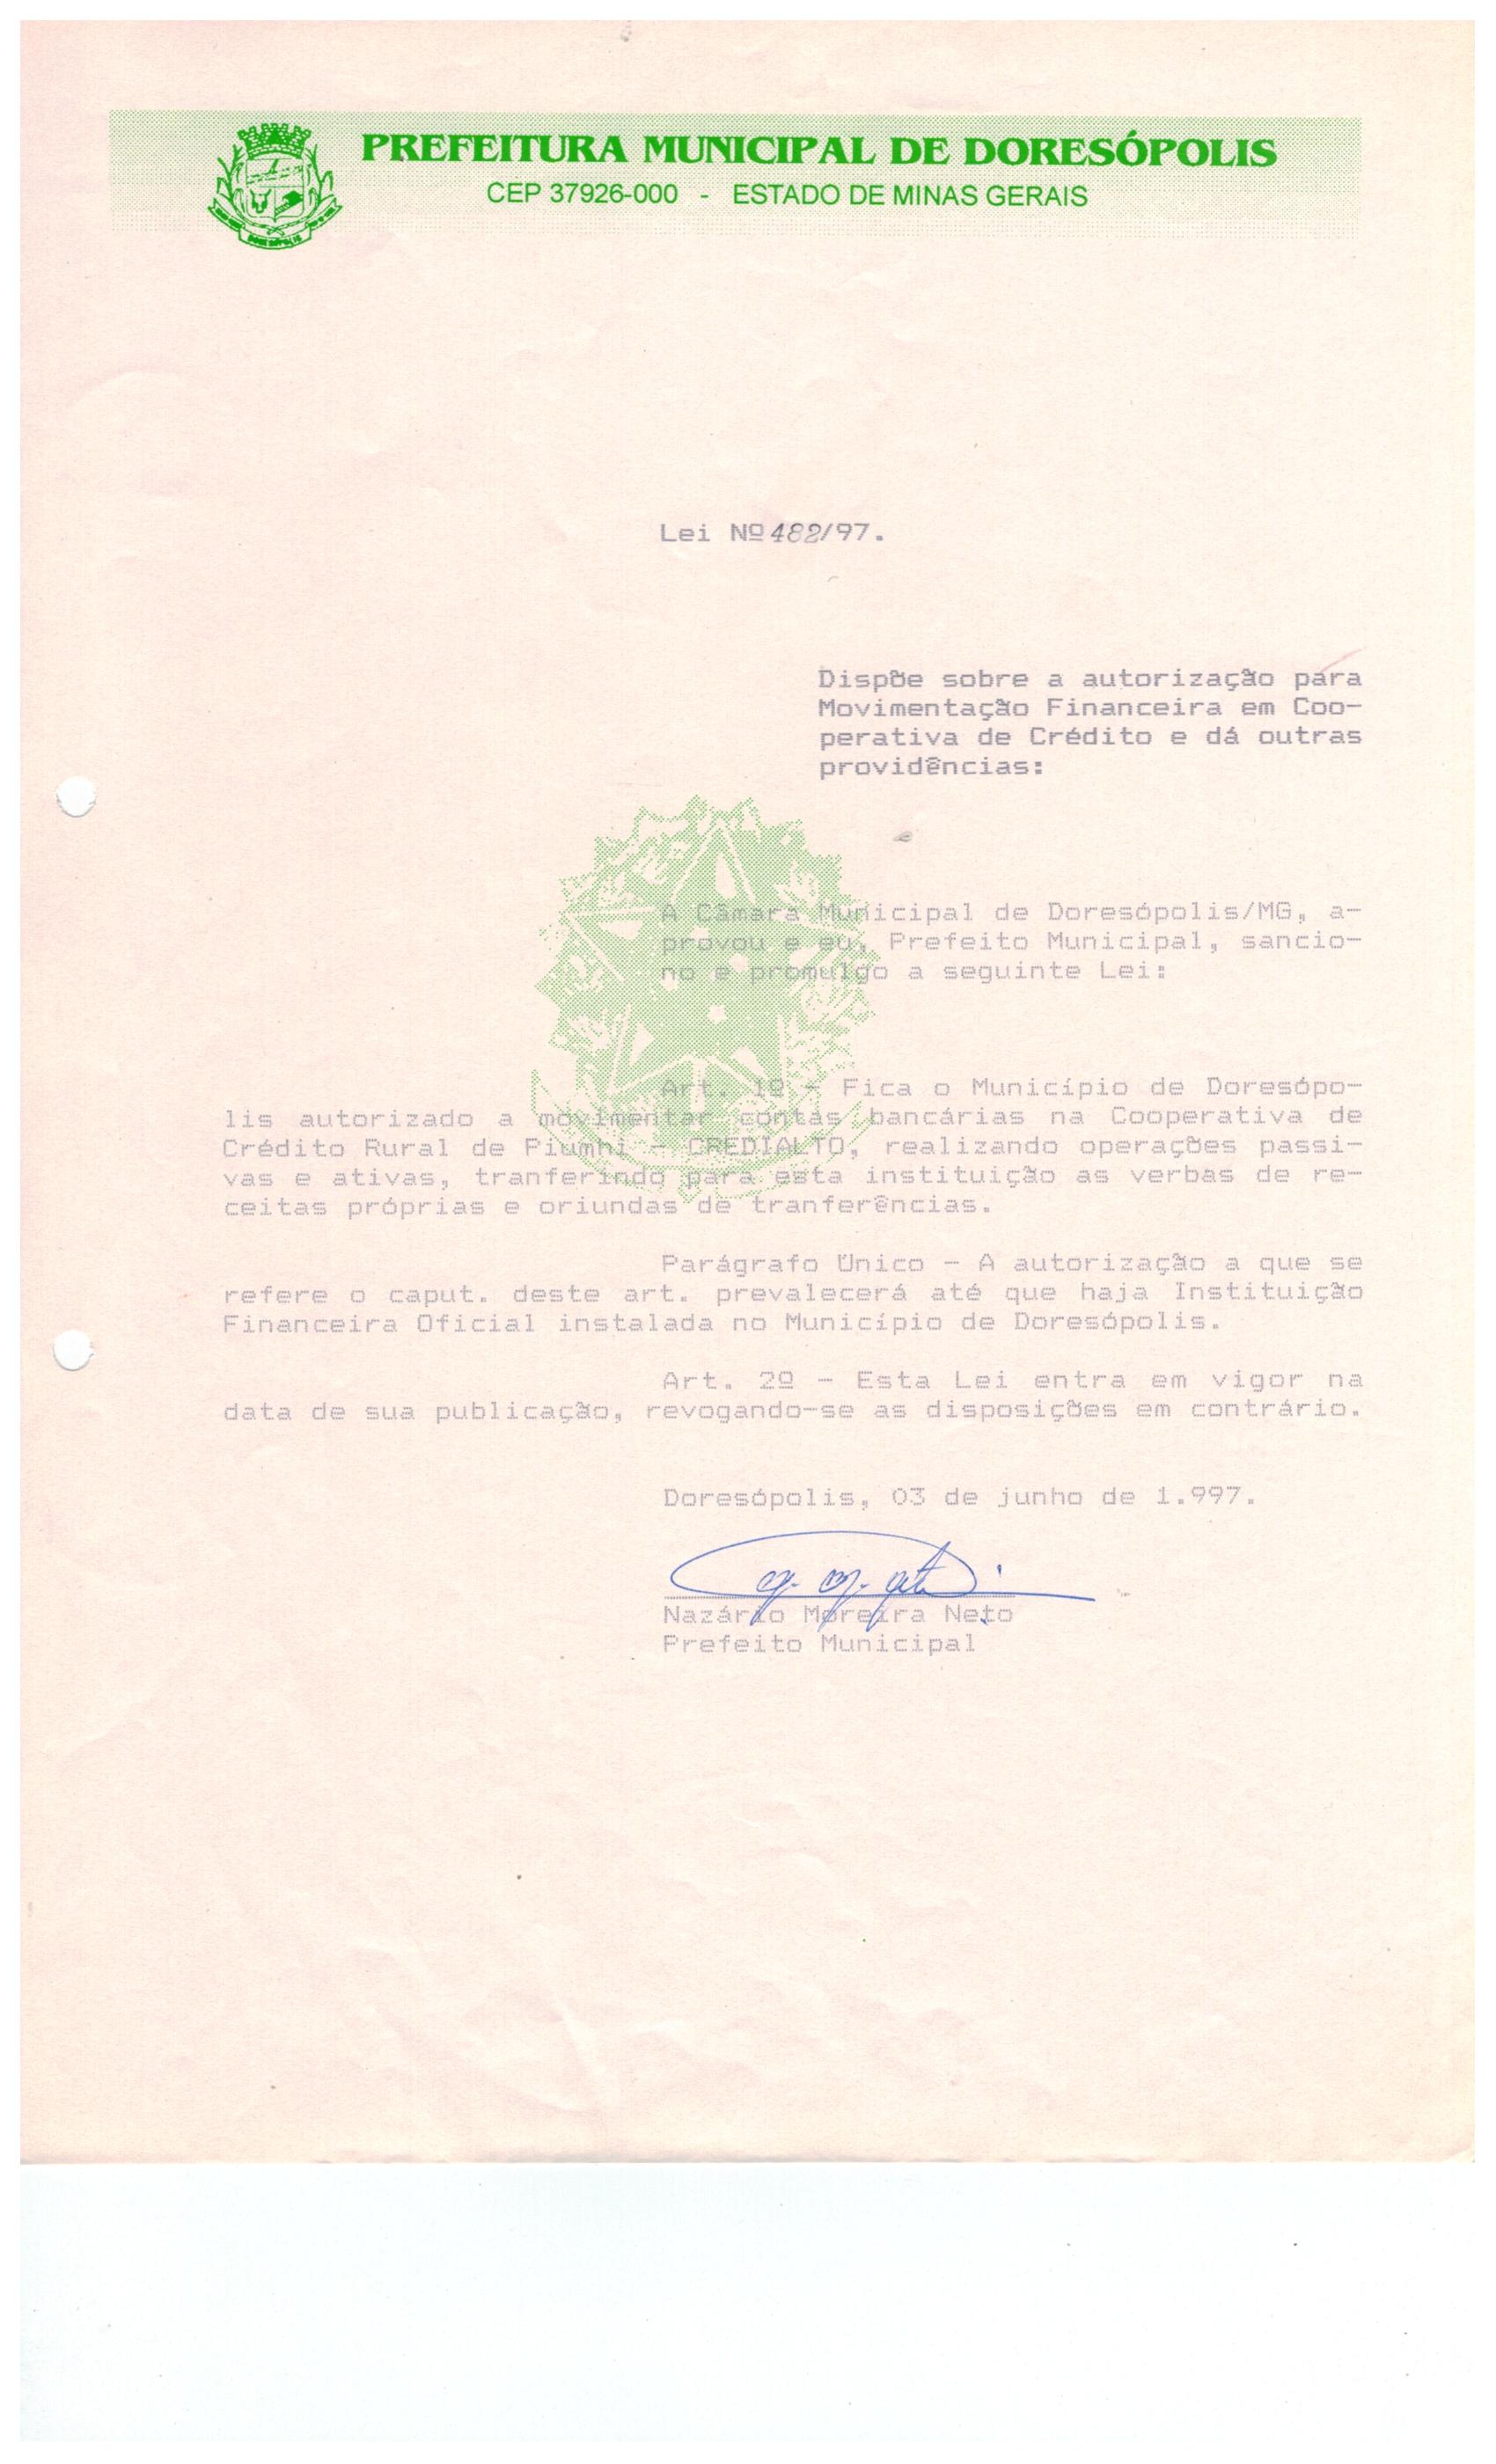 PREFEITURA MUNICIPAL DE DORESÓPOLIS
CEP 37926-000 - ESTADO DE MINAS GERAIS
DORESÓPOLIS
Lei Nº 482/97.
Dispõe sobre a autorização para
Movimentação Financeira em Coo-
perativa de Crédito e dá outras
providências:
A Câmara Municipal de Doresópolis/MG, a-
provou e eu, Prefeito Municipal, sancio-
no e promulgo a seguinte Lei:
Art. 1º - Fica o Município de Doresópo-
lis autorizado a movimentar contas bancárias na Cooperativa de
Crédito Rural de Piumhi - CREDIALTO, realizando operações passi-
vas e ativas, tranferindo para esta instituição as verbas de re-
ceitas próprias e oriundas de tranferências.
Parágrafo Único - A autorização a que se
refere o caput. deste art. prevalecerá até que haja Instituição
Financeira Oficial instalada no Município de Doresópolis.
Art. 2º - Esta Lei entra em vigor na
data de sua publicação, revogando-se as disposições em contrário.
Doresópolis, 03 de junho de 1.997.
Nazário Moreira Neto
Prefeito Municipal